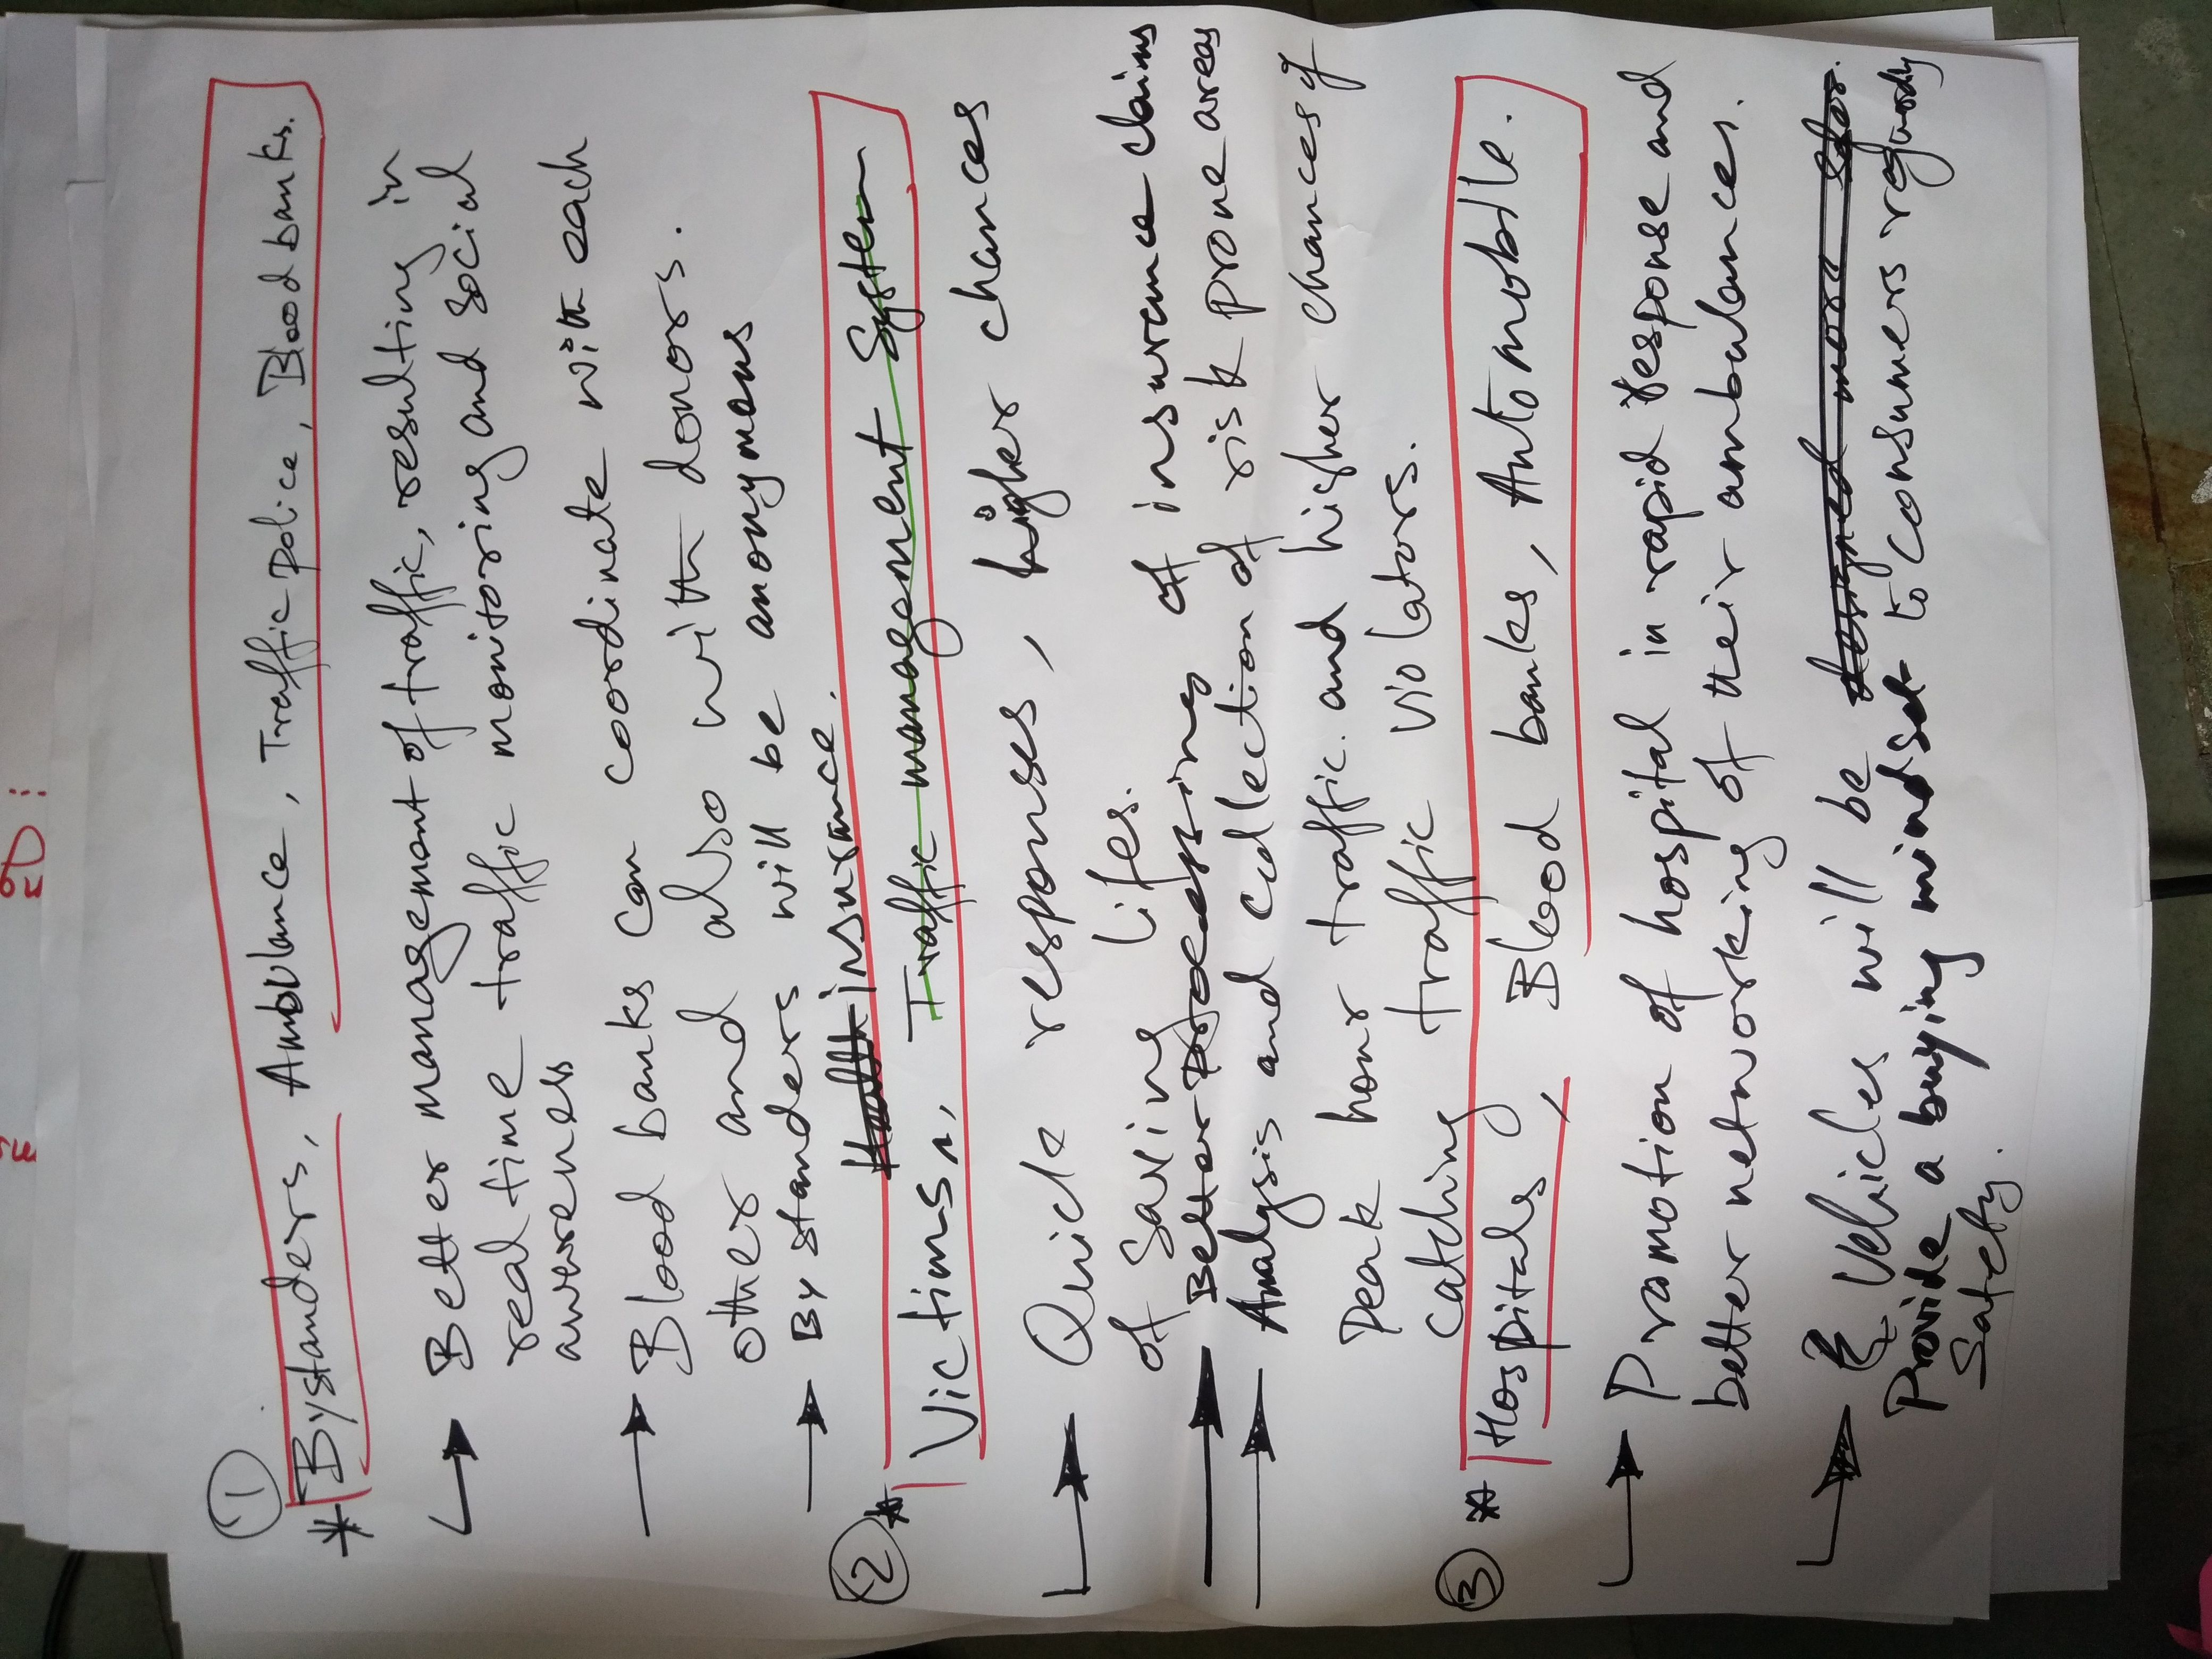 ①
* Bystanders, Ambulance, Traffic police, Blood banks.
Better management of traffic, resulting in
real time traffic monitoring and social
awareness
Blood banks can coordinate with each
other and also with donors.
By standers will be anonymous
insurance.
② * Victims, Traffic management System
Quick responses, higher chances
of saving lifes.
Better processing of insurance claims
Analysis and collection of risk prone areas
Peak hour traffic. and higher chances of
catching traffic violators.
③ * Hospitals, Blood banks, Automobile.
Promotion of hospital in rapid response and
better networking of their ambulances.
Vehicles will be
Provide a buying mindset to consumers regardly
Safety.